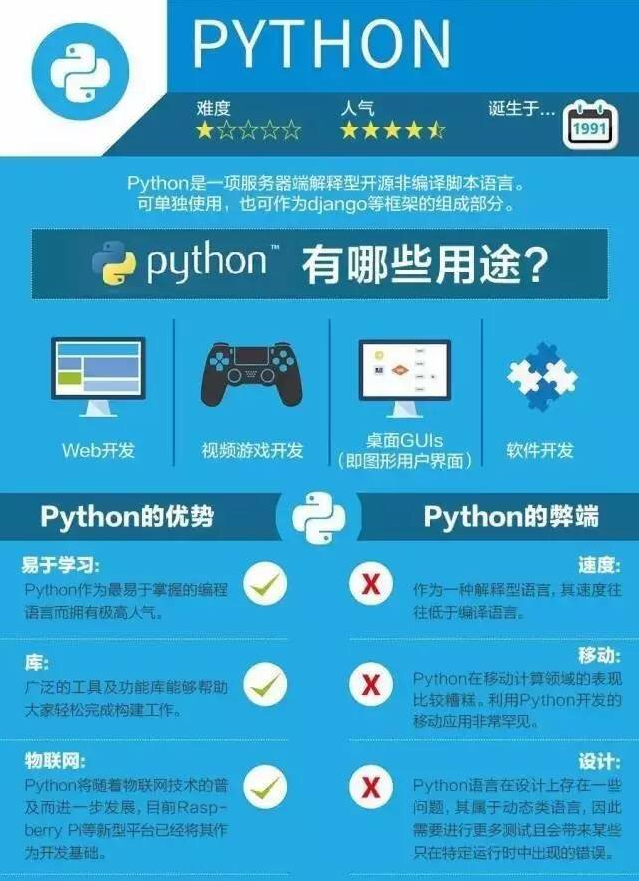 PYTHON
难度
人气
诞生于...
1991
Python是一项服务器端解释型开源非编译脚本语言。
可单独使用，也可作为django等框架的组成部分。
python™ 有哪些用途?
Web开发
视频游戏开发
桌面GUIs
(即图形用户界面)
软件开发
Python的优势
易于学习:
Python作为最易于掌握的编程
语言而拥有极高人气。
库:
广泛的工具及功能库能够帮助
大家轻松完成构建工作。
物联网:
Python将随着物联网技术的普
及而进一步发展,目前Rasp-
berry Pi等新型平台已经将其作
为开发基础。
Python的弊端
速度:
作为一种解释型语言,其速度往
往低于编译语言。
移动:
Python在移动计算领域的表现
比较糟糕。利用Python开发的
移动应用非常罕见。
设计:
Python语言在设计上存在一些
问题,其属于动态类语言,因此
需要进行更多测试且会带来某些
只在特定运行时中出现的错误。